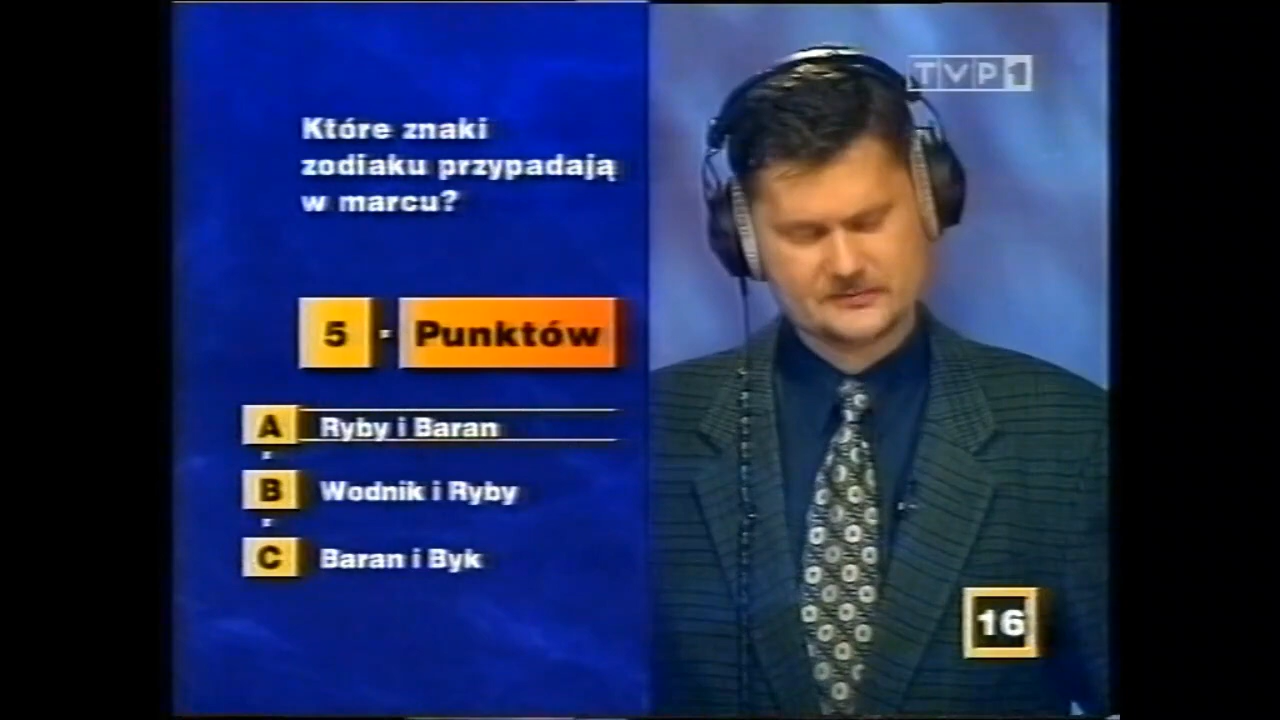 TVP1
Które znaki
zodiaku przypadają
w marcu?
5 Punktów
A Ryby i Baran
B Wodnik i Ryby
C Baran i Byk
16